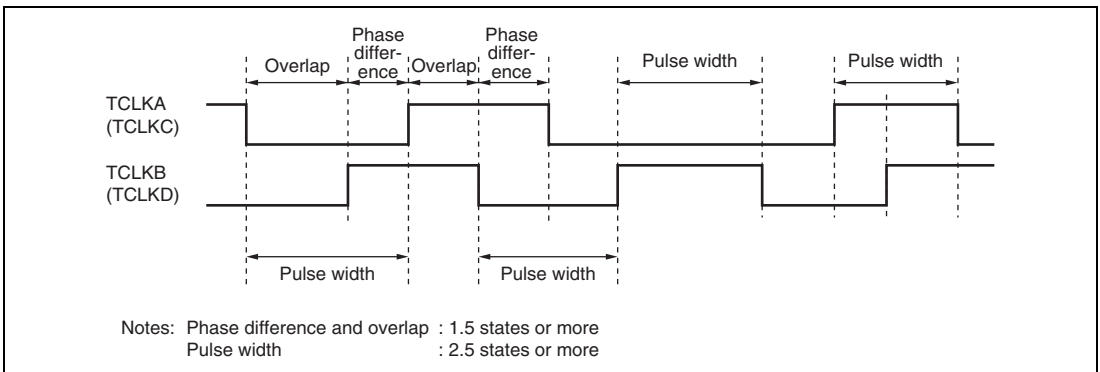 Phase
differ-
ence
Phase
differ-
ence
Overlap
Overlap
Pulse width
Pulse width
TCLKA
(TCLKC)
TCLKB
(TCLKD)
Pulse width
Pulse width
Notes: Phase difference and overlap : 1.5 states or more
Pulse width : 2.5 states or more